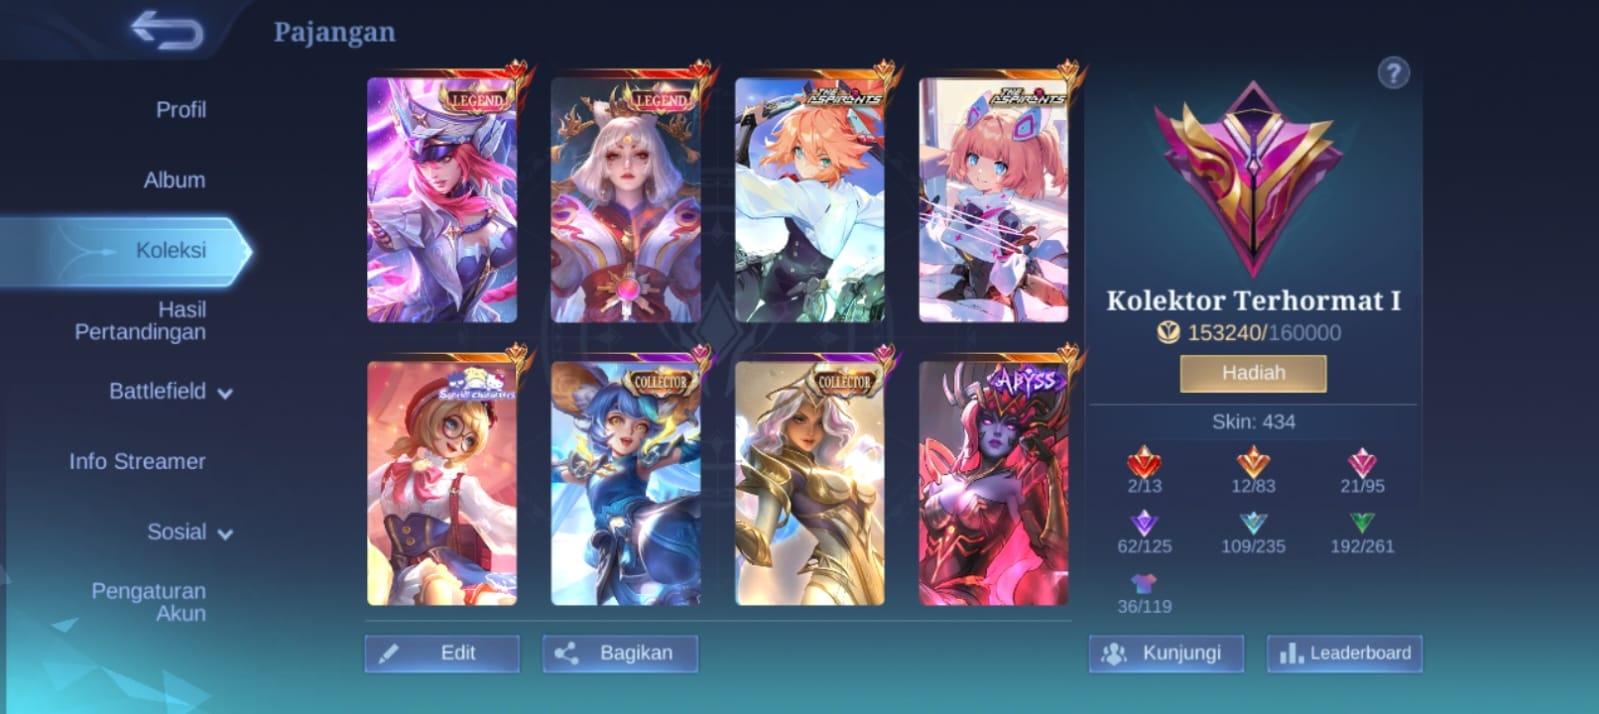 Pajangan
Profil
Album
Koleksi
Hasil
Pertandingan
Battlefield
Info Streamer
Sosial
Pengaturan
Akun
LEGEND
LEGEND
THE ASPIRANTS
THE ASPIRANTS
Sanrio Characters
COLLECTOR
COLLECTOR
ABYSS
Edit
Bagikan
?
Kolektor Terhormat I
153240/160000
Hadiah
Skin: 434
2/13
12/83
21/95
62/125
109/235
192/261
36/119
Kunjungi
Leaderboard